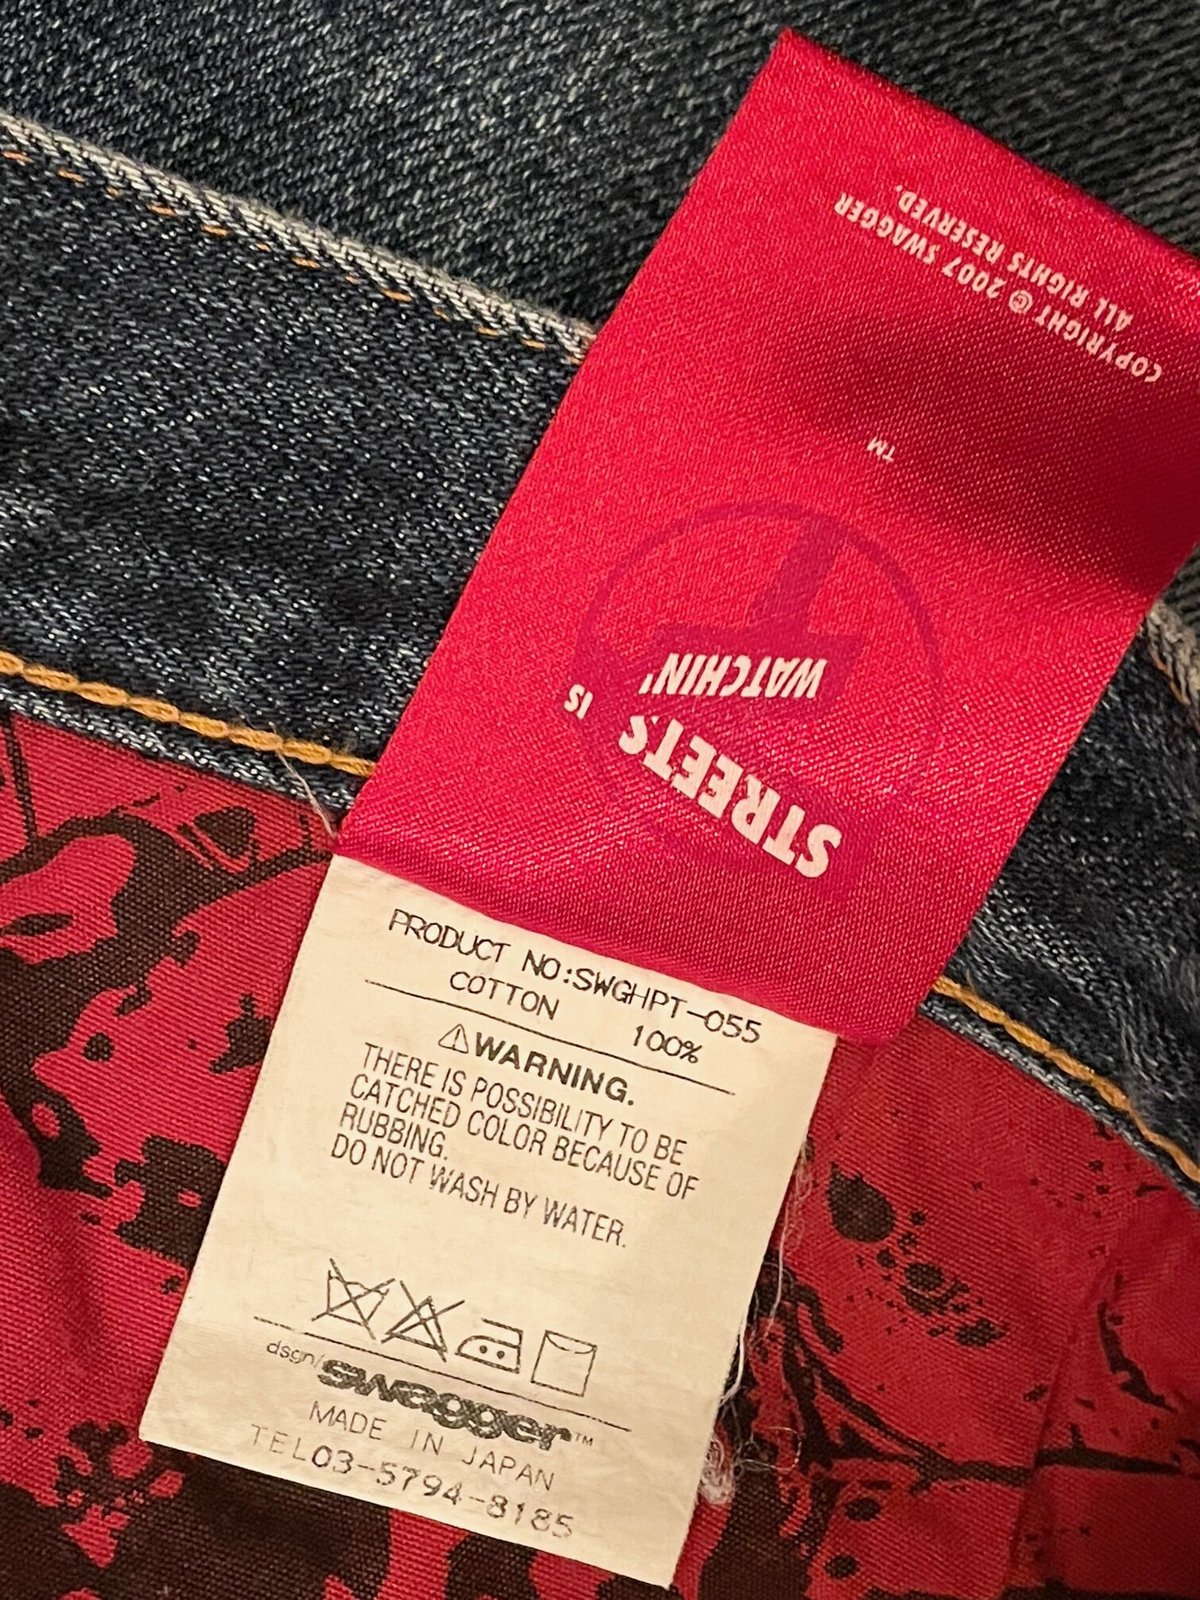 COPYRIGHT © 2007 SWAGGER
ALL RIGHTS RESERVED.
™
STREETS IS
WATCHIN'
PRODUCT NO:SWGHPT-055
COTTON 100%
⚠WARNING.
THERE IS POSSIBILITY TO BE
CATCHED COLOR BECAUSE OF
RUBBING.
DO NOT WASH BY WATER.
dsgn/swagger™
MADE IN JAPAN
TEL03-5794-8185